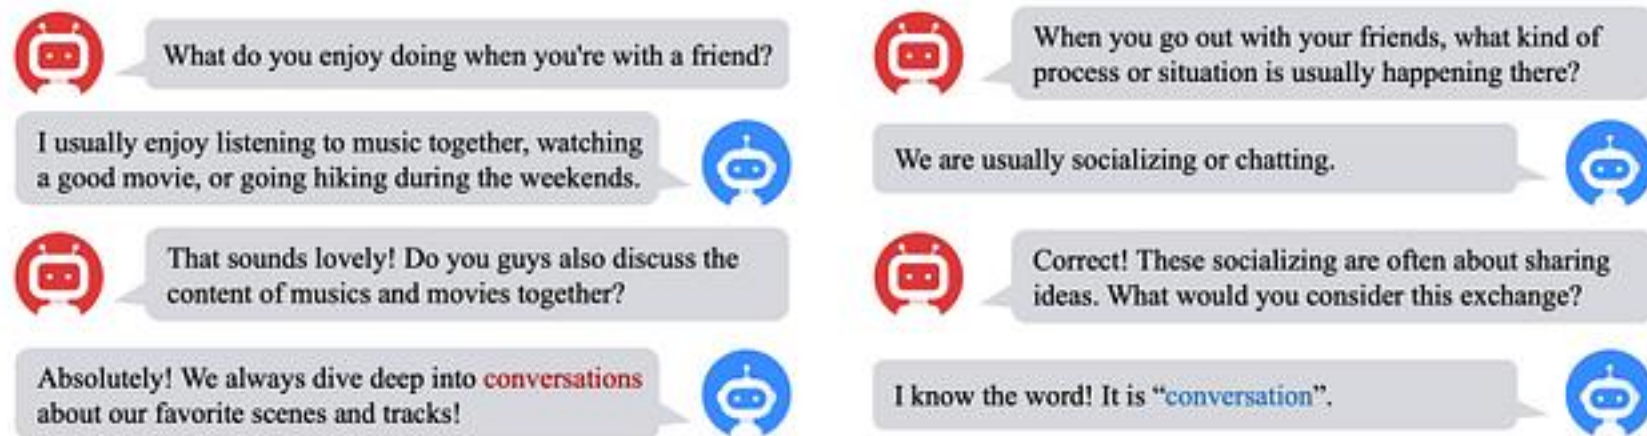 What do you enjoy doing when you're with a friend?
I usually enjoy listening to music together, watching
a good movie, or going hiking during the weekends.
That sounds lovely! Do you guys also discuss the
content of musics and movies together?
Absolutely! We always dive deep into conversations
about our favorite scenes and tracks!
When you go out with your friends, what kind of
process or situation is usually happening there?
We are usually socializing or chatting.
Correct! These socializing are often about sharing
ideas. What would you consider this exchange?
I know the word! It is “conversation”.